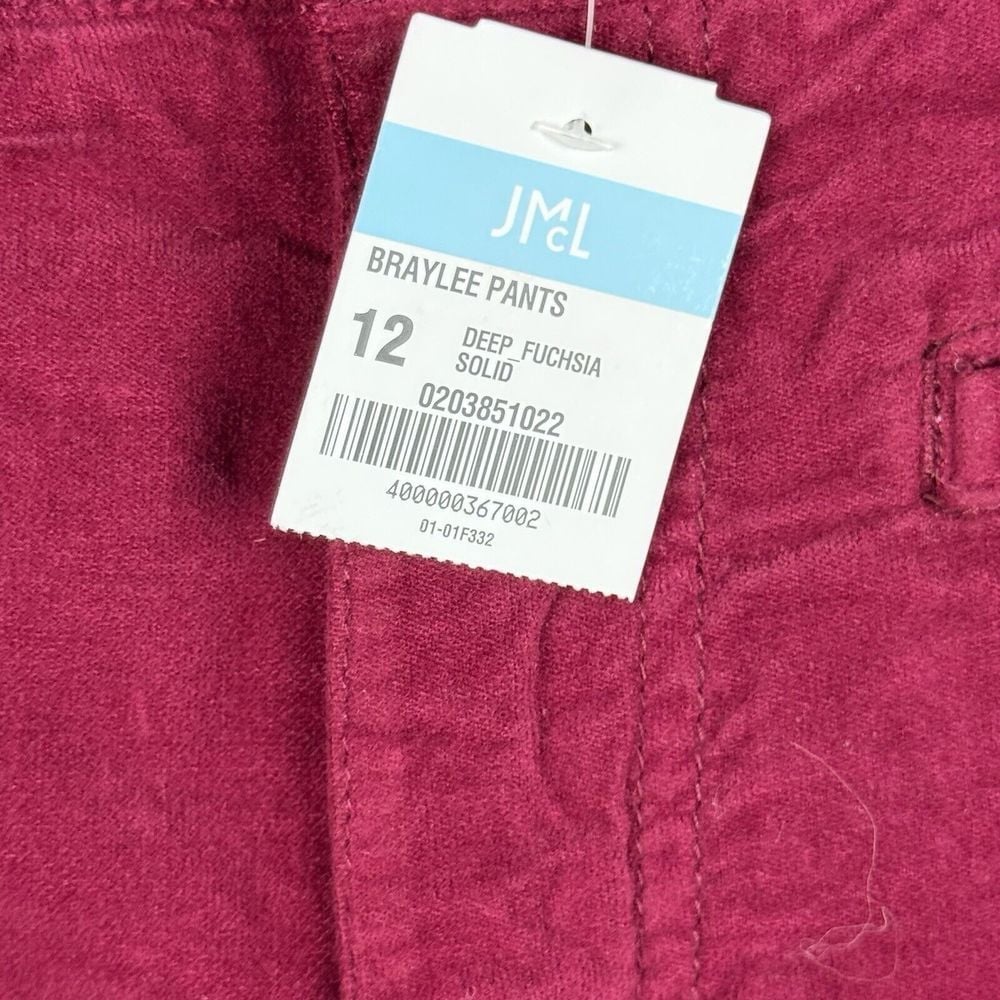 JMcL
BRAYLEE PANTS
12
DEEP_FUCHSIA
SOLID
0203851022
400000367002
01-01F332